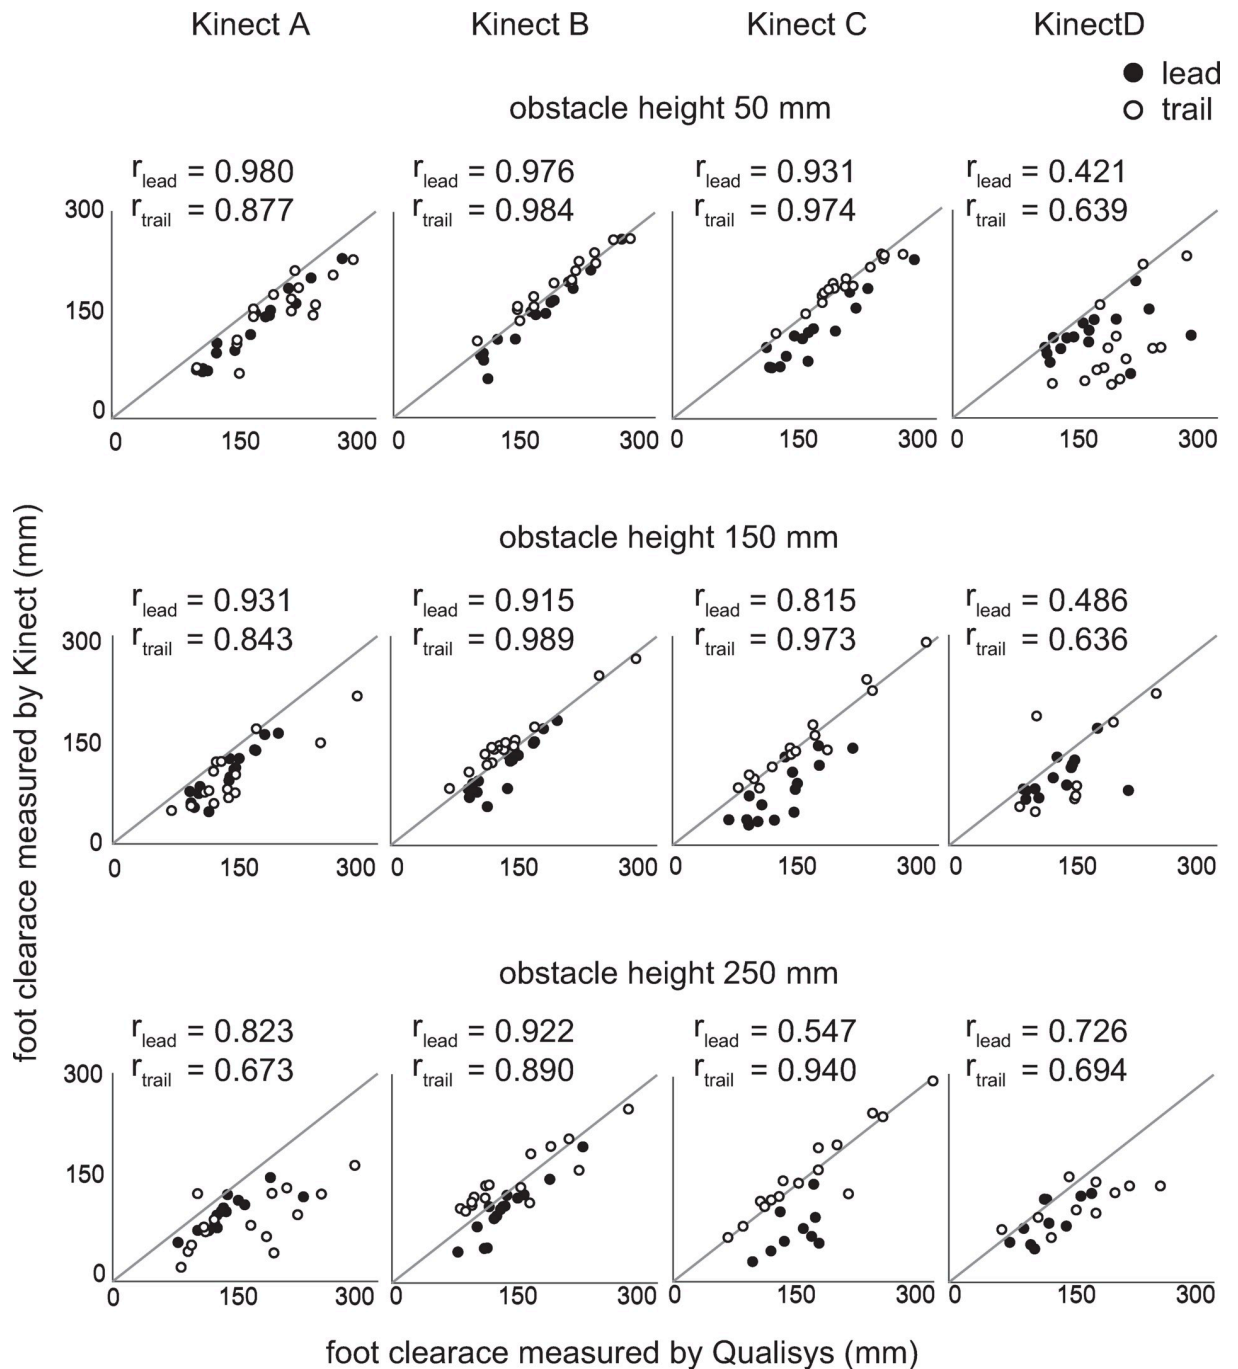 Kinect A Kinect B Kinect C KinectD
lead
obstacle height 50 mm
trail
r lead = 0.980 r lead = 0.976 r lead = 0.931 r lead = 0.421
r trail = 0.877 r trail = 0.984 r trail = 0.974 r trail = 0.639
300
150
0
0 150 300 0 150 300 0 150 300 0 150 300
obstacle height 150 mm
r lead = 0.931 r lead = 0.915 r lead = 0.815 r lead = 0.486
r trail = 0.843 r trail = 0.989 r trail = 0.973 r trail = 0.636
300
150
0
0 150 300 0 150 300 0 150 300 0 150 300
foot clearace measured by Kinect (mm)
obstacle height 250 mm
r lead = 0.823 r lead = 0.922 r lead = 0.547 r lead = 0.726
r trail = 0.673 r trail = 0.890 r trail = 0.940 r trail = 0.694
300
150
0
0 150 300 0 150 300 0 150 300 0 150 300
foot clearace measured by Qualisys (mm)